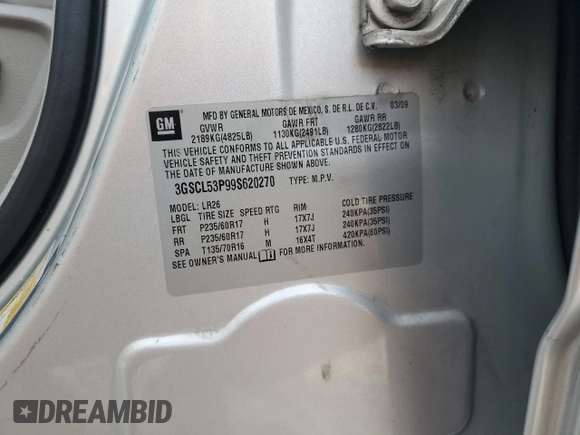 GM
MFD BY GENERAL MOTORS DE MEXICO, S. DE R.L. DE C.V. 03/09
GVWR GAWR FRT GAWR RR
2189KG(4825LB) 1130KG(2491LB) 1280KG(2822LB)
THIS VEHICLE CONFORMS TO ALL APPLICABLE U.S. FEDERAL MOTOR
VEHICLE SAFETY AND THEFT PREVENTION STANDARDS IN EFFECT ON
THE DATE OF MANUFACTURE SHOWN ABOVE.
3GSCL53P99S620270 TYPE: M.P.V.
MODEL: LR26
LBGL TIRE SIZE SPEED RTG RIM COLD TIRE PRESSURE
FRT P235/60R17 H 17X7J 240KPA(35PSI)
RR P235/60R17 H 17X7J 240KPA(35PSI)
SPA T135/70R16 M 16X4T 420KPA(60PSI)
SEE OWNER'S MANUAL FOR MORE INFORMATION.
DREAMBID